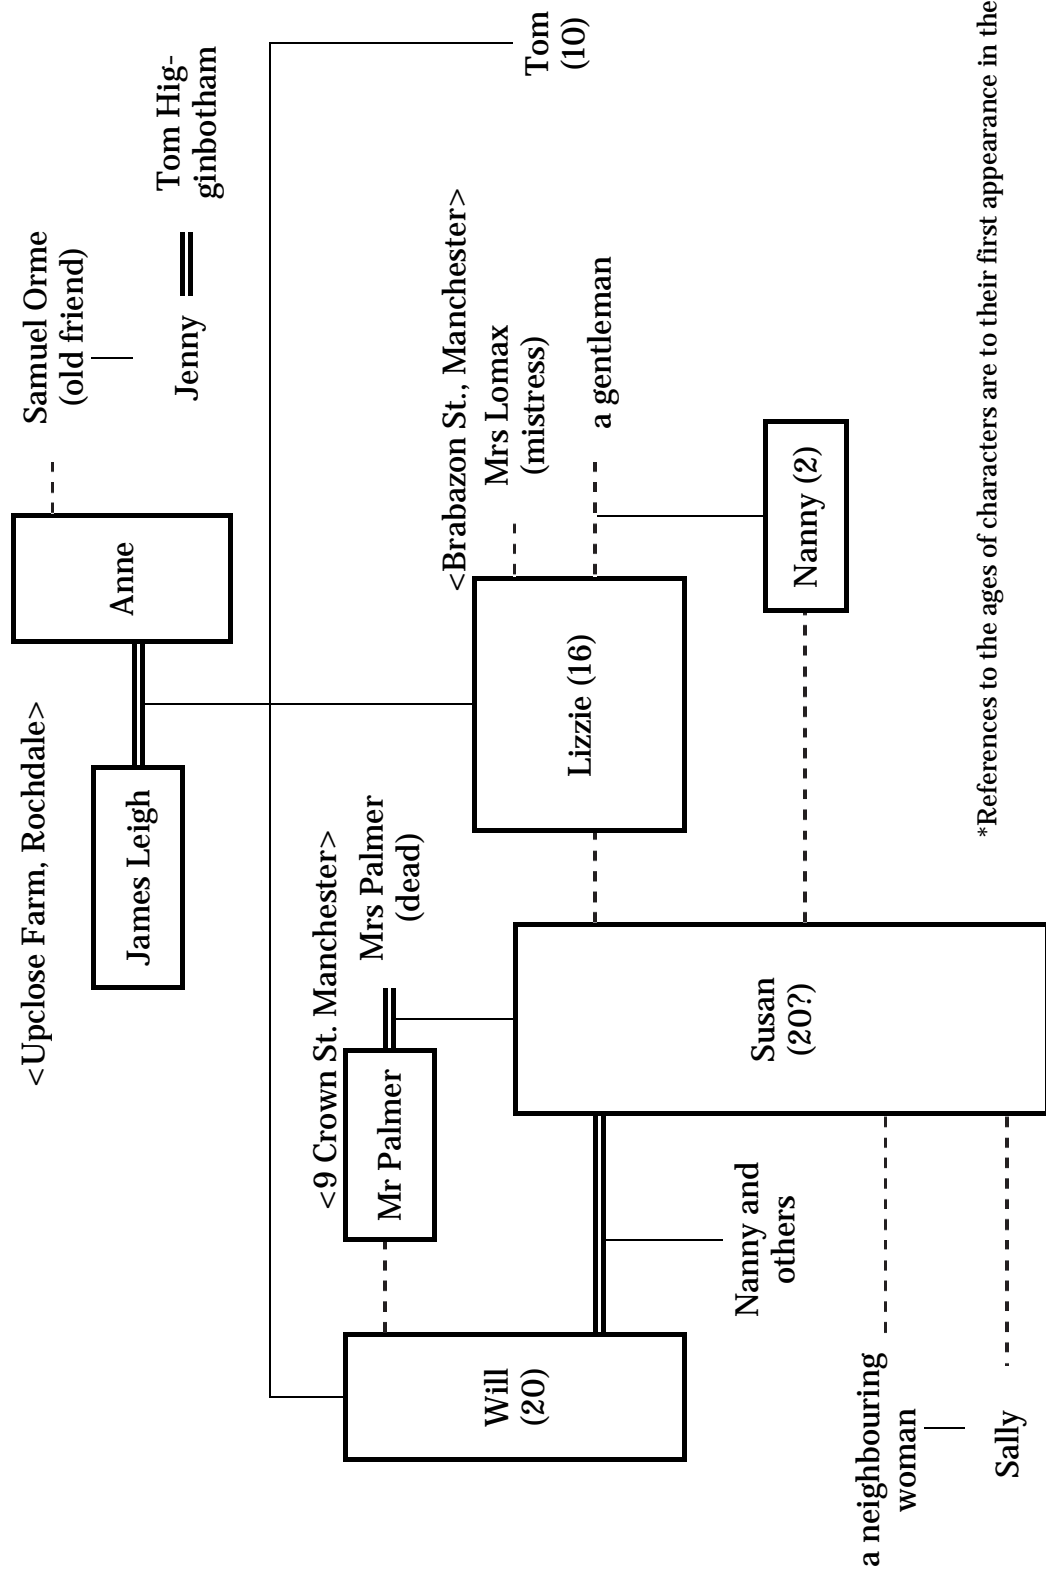 <Upclose Farm, Rochdale>
James Leigh
Anne
Samuel Orme
(old friend)
Jenny
Tom Hig-
ginbotham
<9 Crown St. Manchester>
Mr Palmer
Mrs Palmer
(dead)
<Brabazon St., Manchester>
Mrs Lomax
(mistress)
a gentleman
Will
(20)
Lizzie (16)
Tom
(10)
Susan
(20?)
Nanny (2)
Nanny and
others
a neighbouring
woman
Sally
*References to the ages of characters are to their first appearance in the